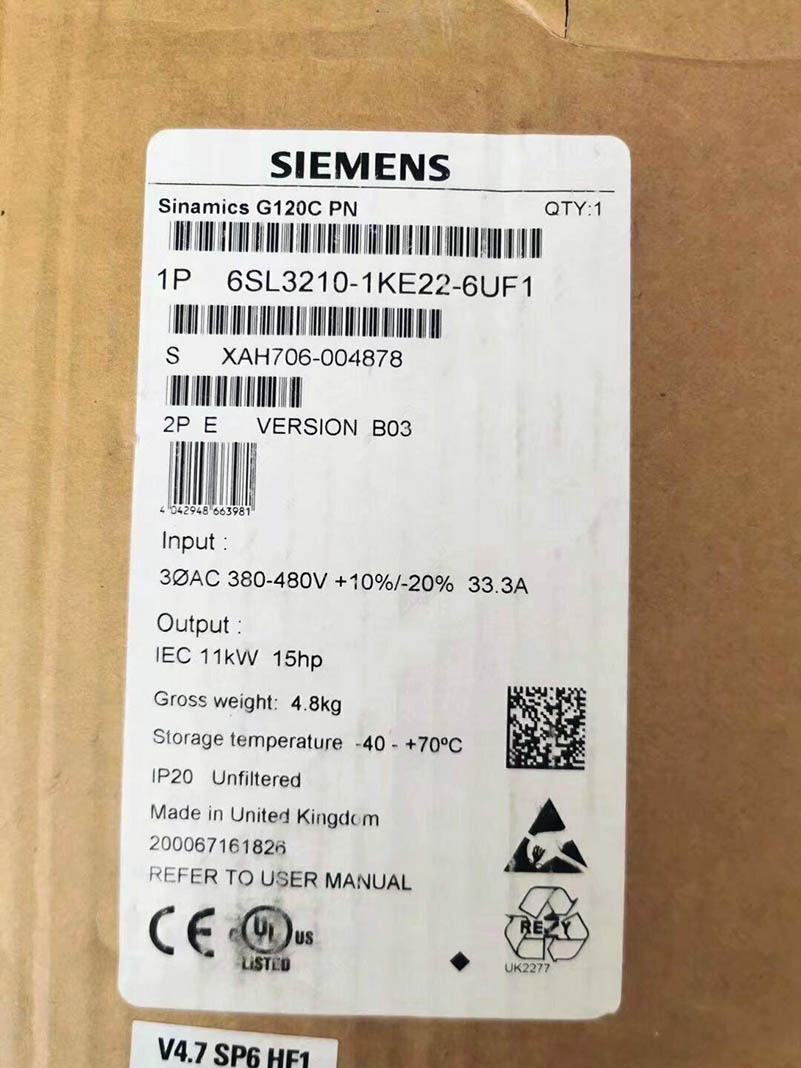 SIEMENS
Sinamics G120C PN QTY:1
1P 6SL3210-1KE22-6UF1
S XAH706-004878
2P E VERSION B03
4 042948 663981
Input :
3ØAC 380-480V +10%/-20% 33.3A
Output :
IEC 11kW 15hp
Gross weight: 4.8kg
Storage temperature -40 - +70ºC
IP20 Unfiltered
Made in United Kingdom
200067161826
REFER TO USER MANUAL
CE c UL US
LISTED
REZY
UK2277
V4.7 SP6 HF1